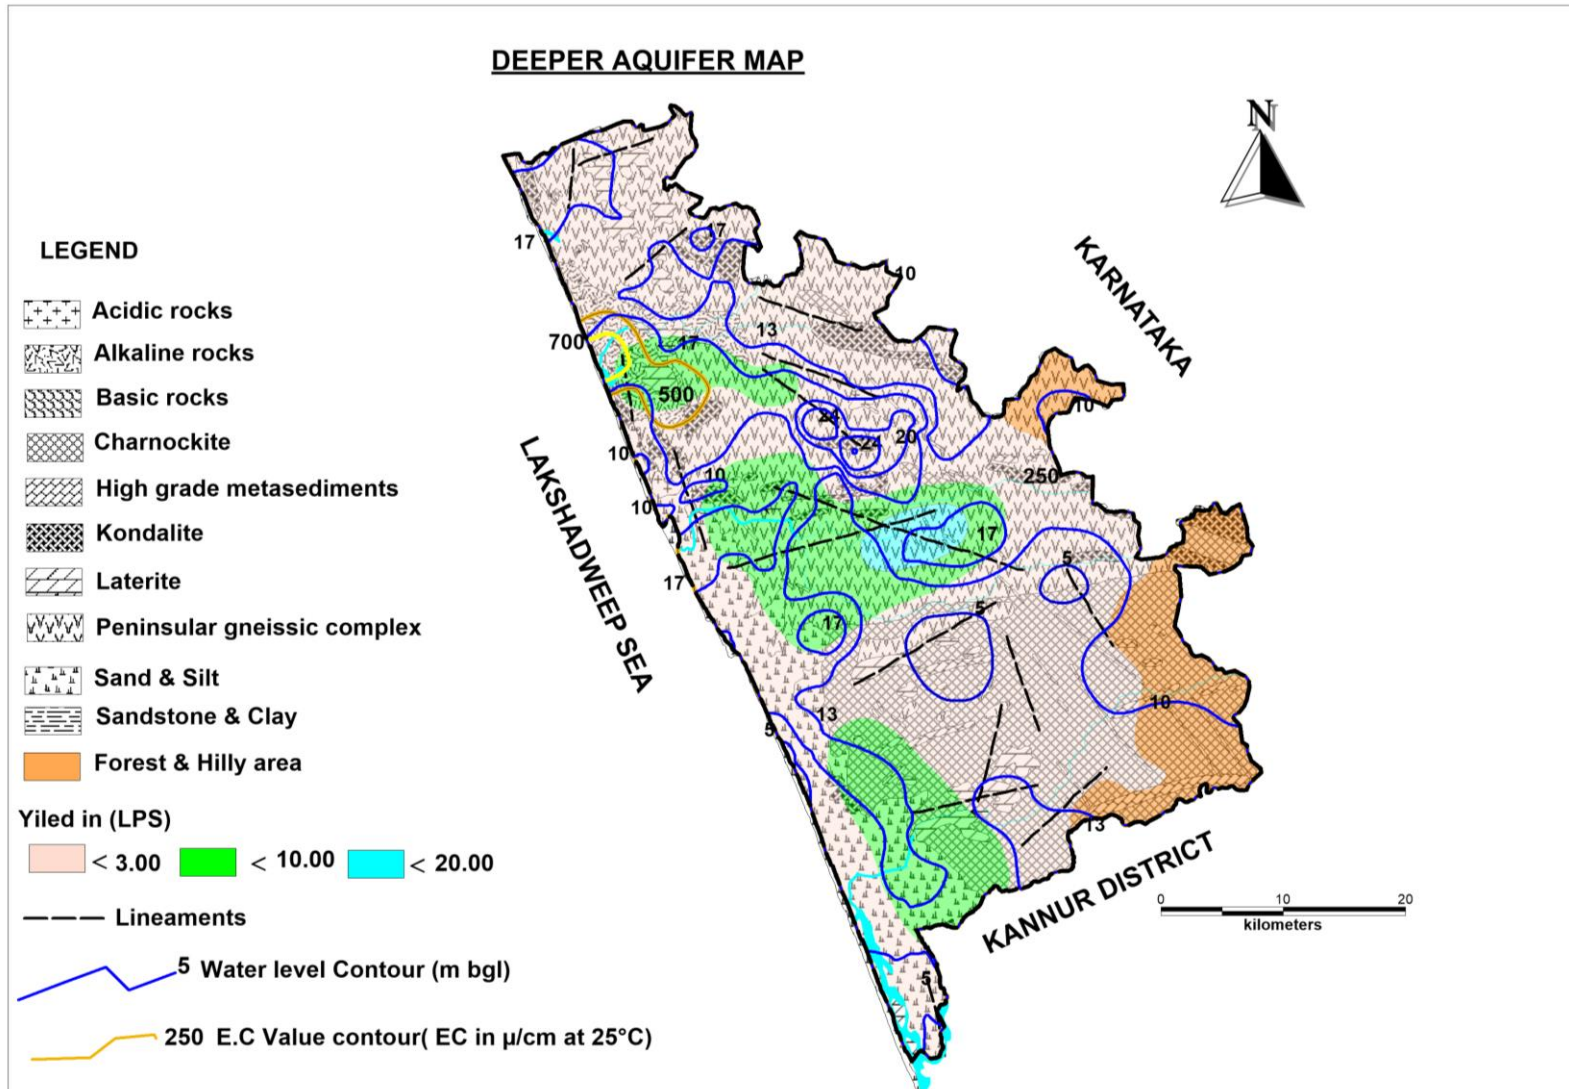 DEEPER AQUIFER MAP
N
KARNATAKA
LEGEND
Acidic rocks
Alkaline rocks
Basic rocks
Charnockite
High grade metasediments
Kondalite
Laterite
Peninsular gneissic complex
Sand & Silt
Sandstone & Clay
Forest & Hilly area
Yiled in (LPS)
< 3.00
< 10.00
< 20.00
Lineaments
5 Water level Contour (m bgl)
250 E.C Value contour( EC in µ/cm at 25°C)
17
17
10
13
700
17
500
10
24
24
20
10
10
250
10
17
17
5
5
17
13
5
10
13
5
LAKSHADWEEP SEA
KANNUR DISTRICT
0 10 20
kilometers